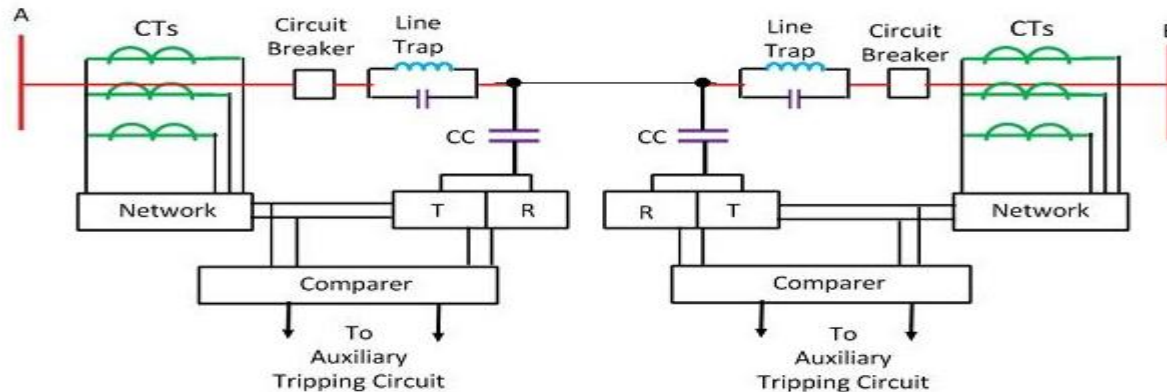 A
CTs
Circuit
Breaker
Line
Trap
Line
Trap
Circuit
Breaker
CTs
CC
CC
Network
T
R
R
T
Network
Comparer
Comparer
To
Auxiliary
Tripping Circuit
To
Auxiliary
Tripping Circuit